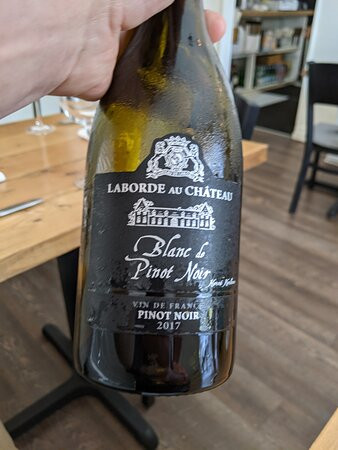 LABORDE AU CHÂTEAU
Blanc de
Pinot Noir
VIN DE FRANCE
PINOT NOIR
2017